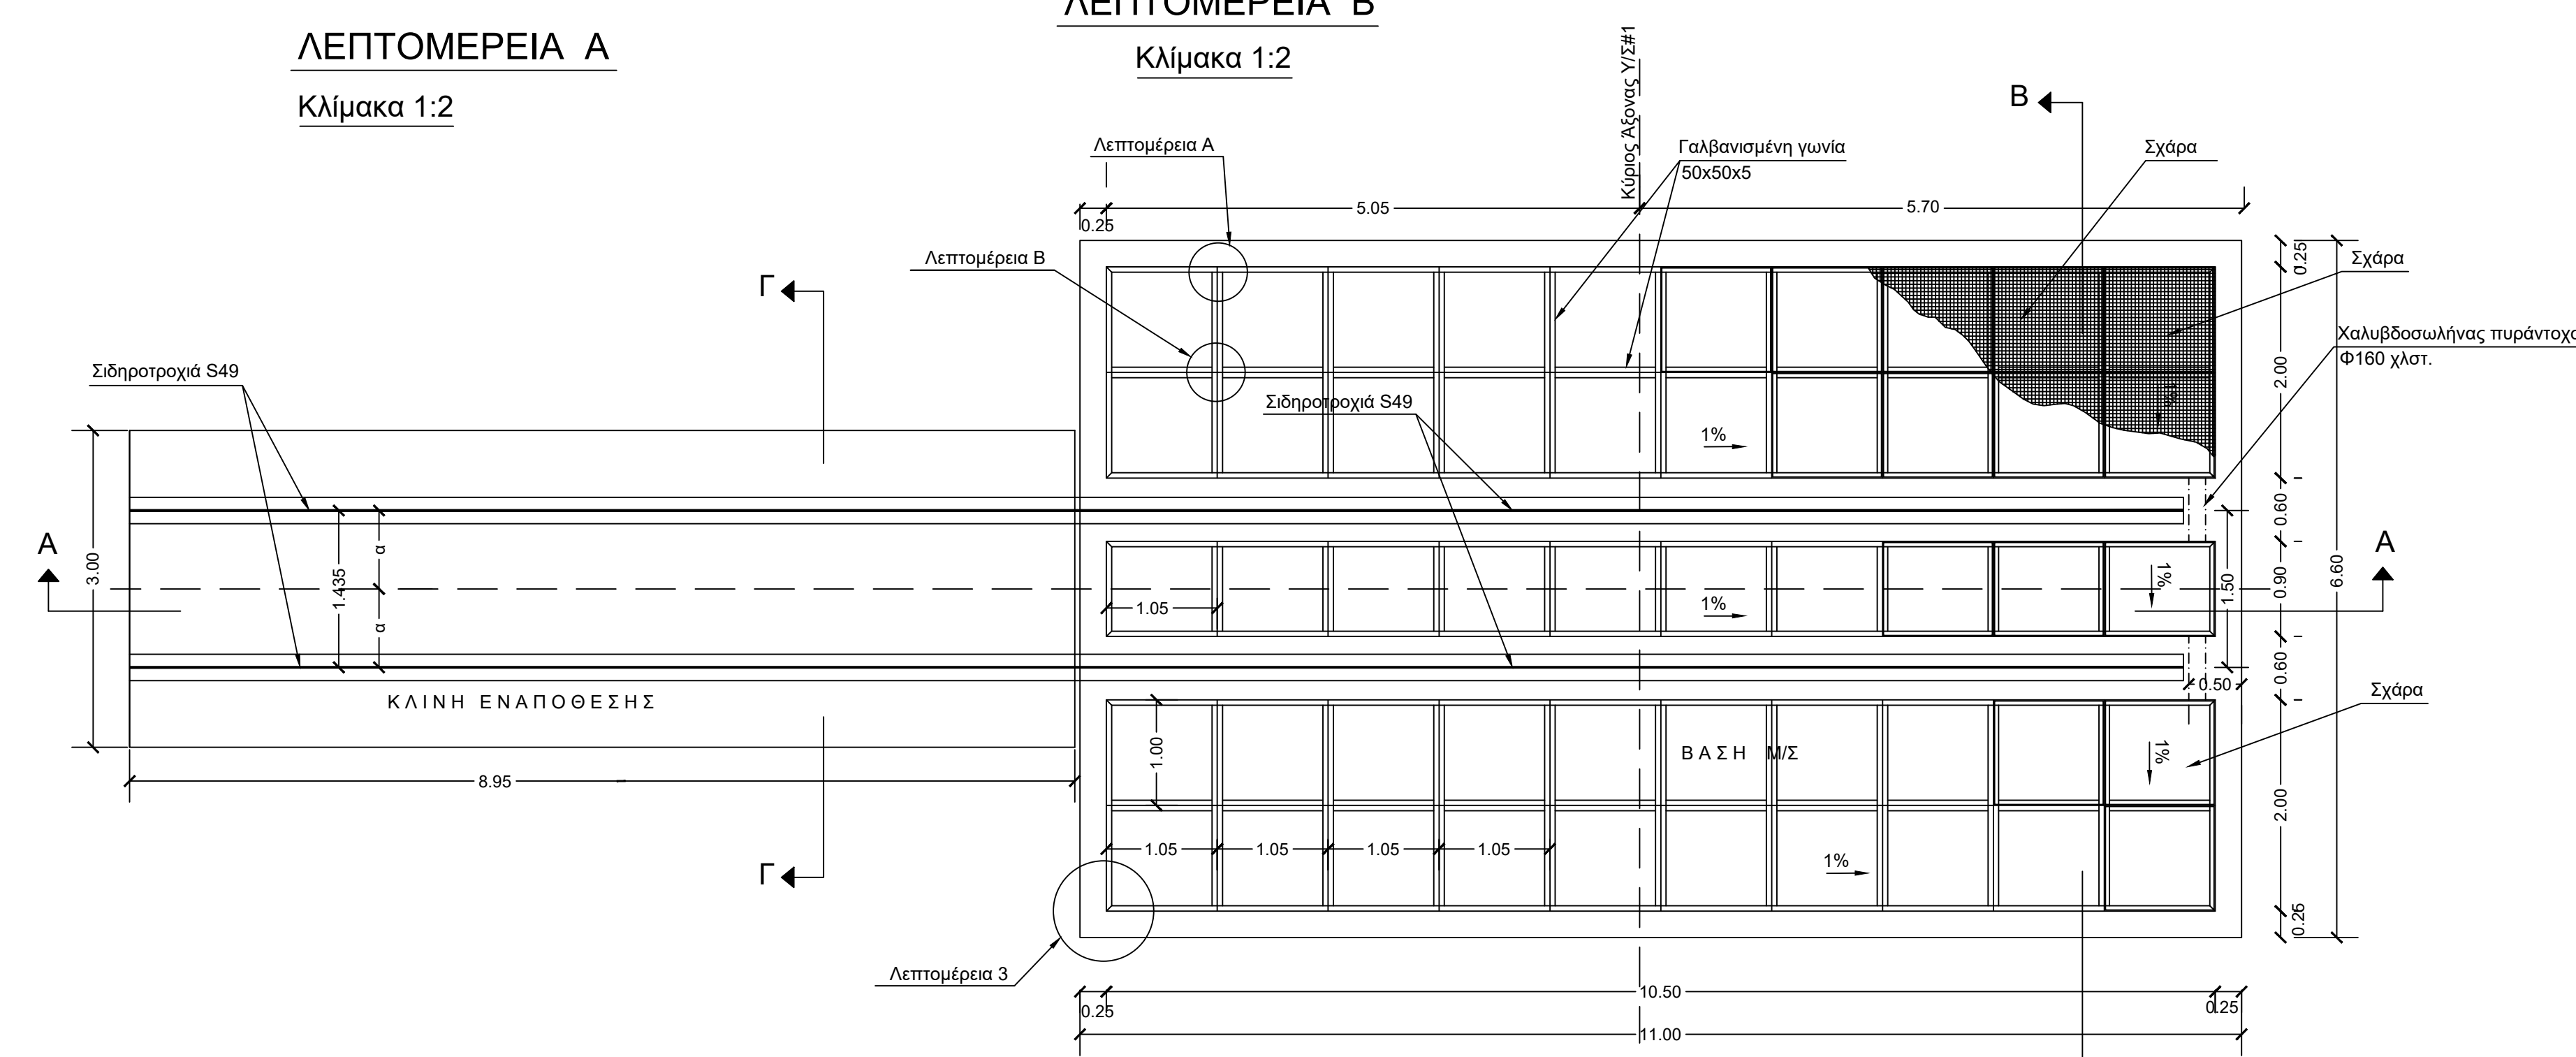 ΛΕΠΤΟΜΕΡΕΙΑ Β
ΛΕΠΤΟΜΕΡΕΙΑ Α
Κλίμακα 1:2
Κλίμακα 1:2
Κύριος Άξονας Υ/Σ#1
Β
Λεπτομέρεια Α
Γαλβανισμένη γωνία
50x50x5
Σχάρα
5.05
5.70
0.25
Λεπτομέρεια Β
0.25
Σχάρα
Γ
Χαλυβδοσωλήνας
Φ160 χλστ.
Σιδηροτροχιά S49
2.00
Σιδηροτροχιά S49
1%
0.60
Α
Α
3.00
α
1.435
α
1.05
1%
1%
1.50
0.90
6.60
0.60
0.50
ΚΛΙΝΗ ΕΝΑΠΟΘΕΣΗΣ
Σχάρα
1.00
ΒΑΣΗ Μ/Σ
1%
8.95
2.00
1.05
1.05
1.05
1.05
1%
Γ
0.25
Λεπτομέρεια 3
10.50
0.25
0.25
11.00